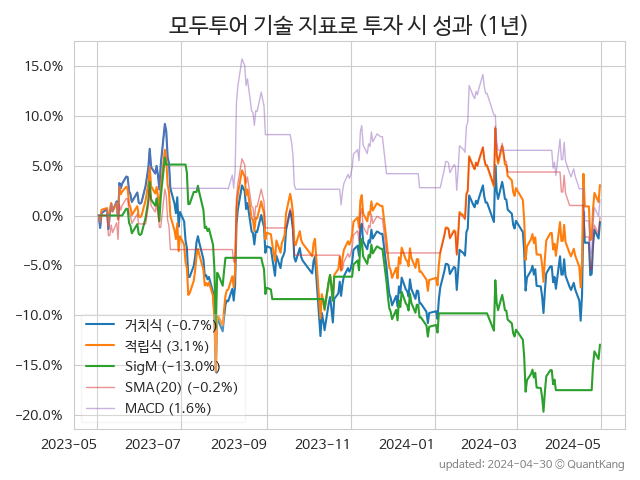 모두투어 기술 지표로 투자 시 성과 (1년)
15.0%
10.0%
5.0%
0.0%
−5.0%
−10.0%
−15.0%
−20.0%
거치식 (−0.7%)
적립식 (3.1%)
SigM (−13.0%)
SMA(20) (−0.2%)
MACD (1.6%)
2023−05 2023−07 2023−09 2023−11 2024−01 2024−03 2024−05
updated: 2024−04−30 ⓒ QuantKang